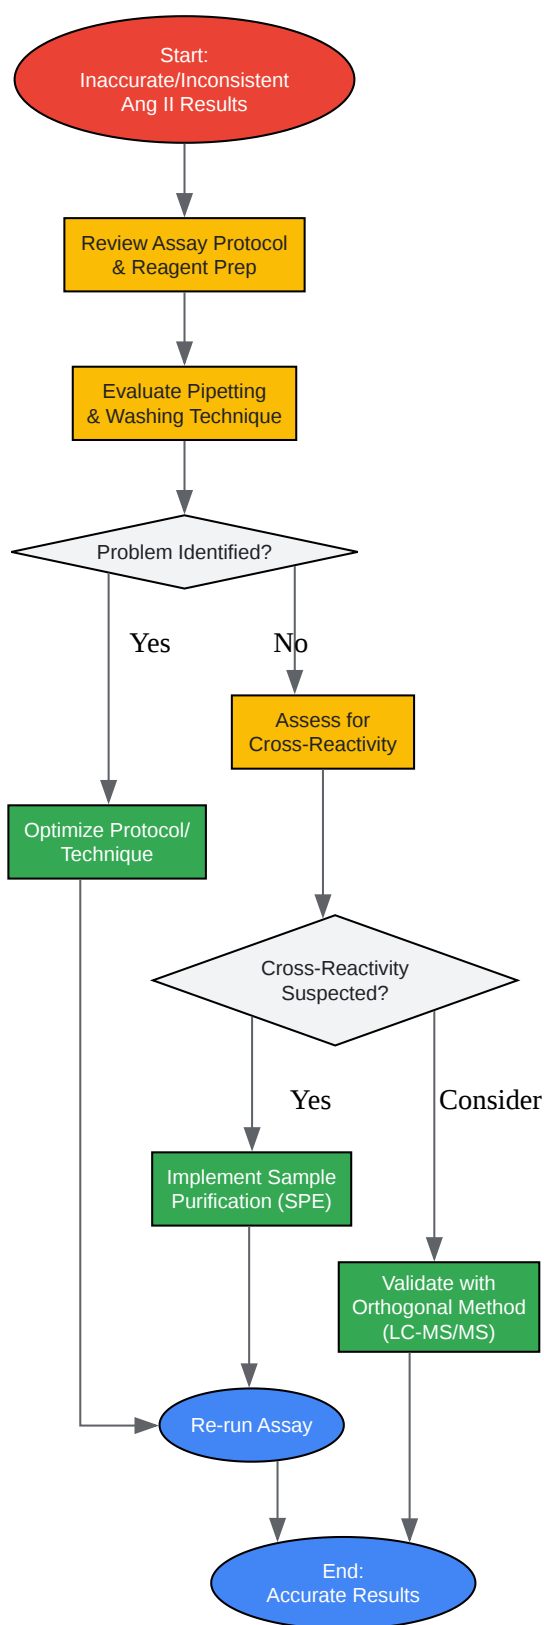 Start:
Inaccurate/Inconsistent
Ang II Results
Review Assay Protocol
& Reagent Prep
Evaluate Pipetting
& Washing Technique
Problem Identified?
Yes
No
Assess for
Cross-Reactivity
Optimize Protocol/
Technique
Cross-Reactivity
Suspected?
Yes
Consider
Implement Sample
Purification (SPE)
Validate with
Orthogonal Method
(LC-MS/MS)
Re-run Assay
End:
Accurate Results